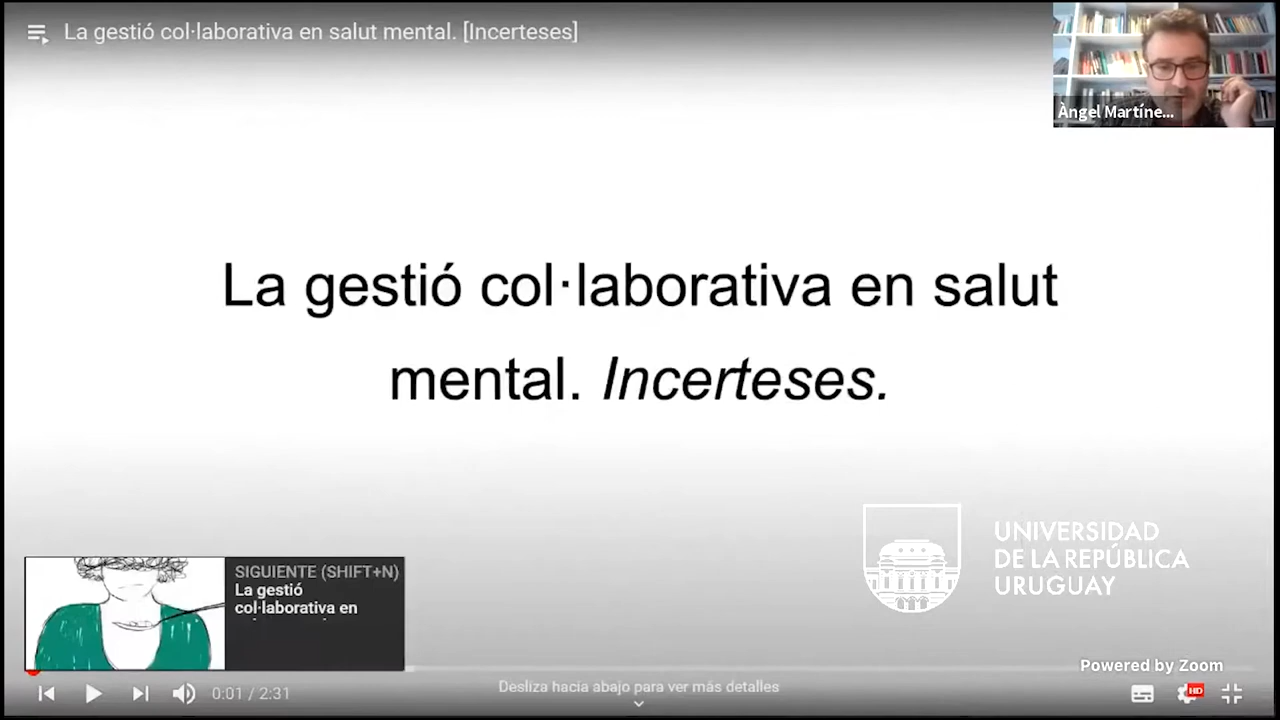 La gestió col·laborativa en salut mental. [Incerteses]
Àngel Martíne...
La gestió col·laborativa en salut
mental. Incerteses.
UNIVERSIDAD
DE LA REPÚBLICA
URUGUAY
SIGUIENTE (SHIFT+N)
La gestió
col·laborativa en
Powered by Zoom
0:01 / 2:31
Desliza hacia abajo para ver más detalles
HD